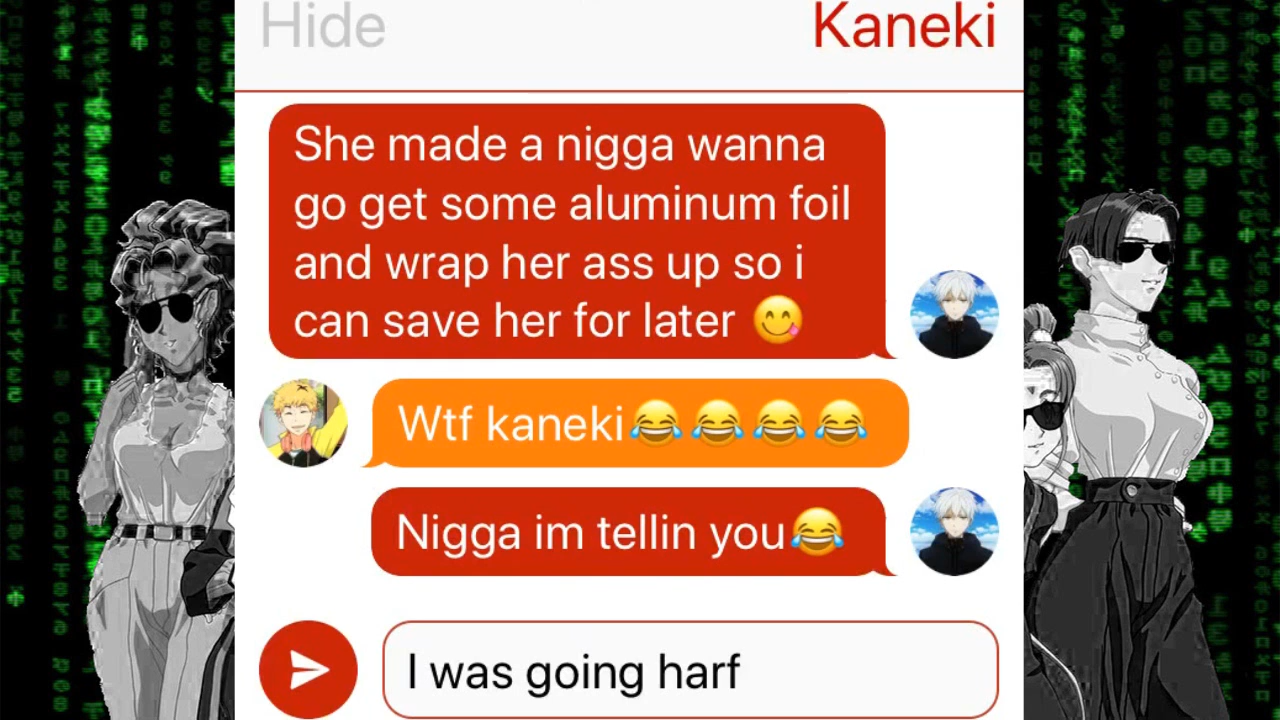 Hide
Kaneki
She made a nigga wanna
go get some aluminum foil
and wrap her ass up so i
can save her for later 😋
Wtf kaneki😂😂😂😂
Nigga im tellin you😂
I was going harf